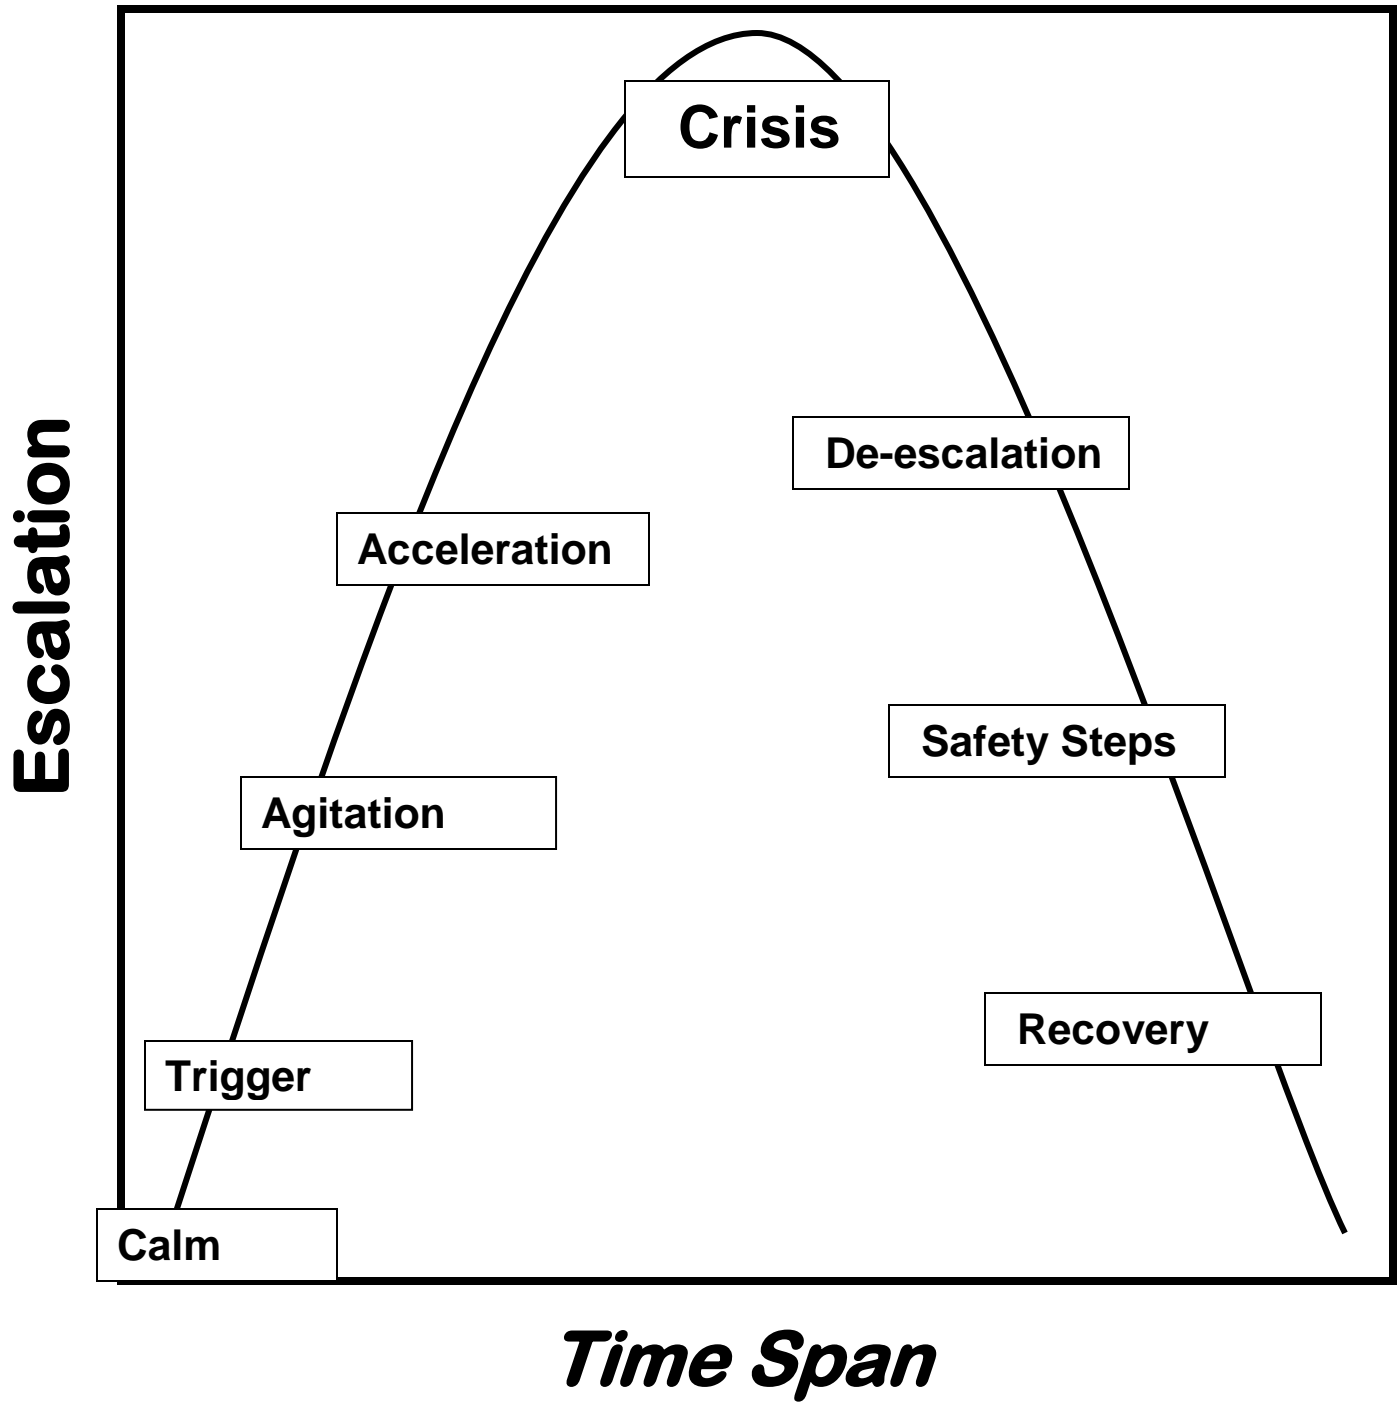 Crisis
De-escalation
Acceleration
Escalation
Safety Steps
Agitation
Recovery
Trigger
Calm
Time Span